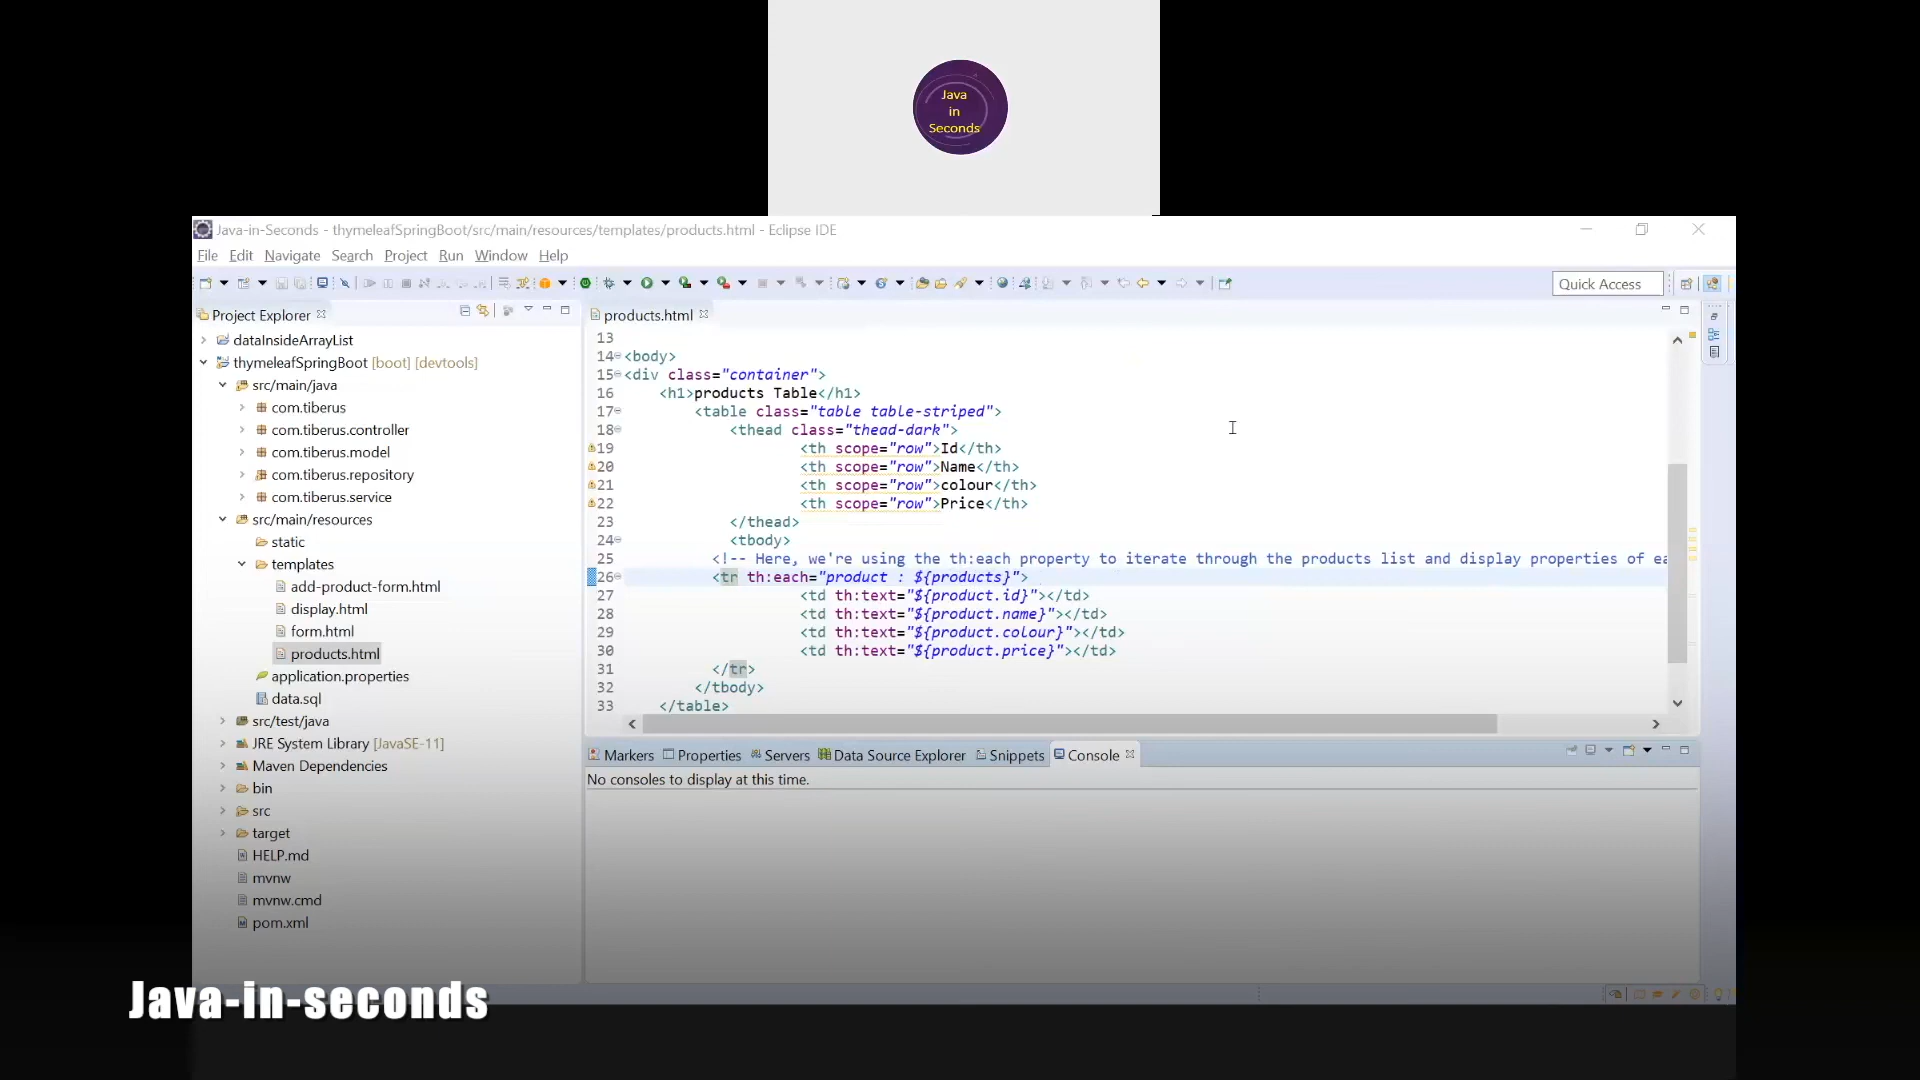 Java
in
Seconds
Java-in-Seconds - thymeleafSpringBoot/src/main/resources/templates/products.html - Eclipse IDE
File Edit Navigate Search Project Run Window Help
Quick Access
Project Explorer
dataInsideArrayList
thymeleafSpringBoot [boot] [devtools]
src/main/java
com.tiberus
com.tiberus.controller
com.tiberus.model
com.tiberus.repository
com.tiberus.service
src/main/resources
static
templates
add-product-form.html
display.html
form.html
products.html
application.properties
data.sql
src/test/java
JRE System Library [JavaSE-11]
Maven Dependencies
bin
src
target
HELP.md
mvnw
mvnw.cmd
pom.xml
products.html
13
14 <body>
15 <div class="container">
16 <h1>products Table</h1>
17 <table class="table table-striped">
18 <thead class="thead-dark">
19 <th scope="row">Id</th>
20 <th scope="row">Name</th>
21 <th scope="row">colour</th>
22 <th scope="row">Price</th>
23 </thead>
24 <tbody>
25 <!-- Here, we're using the th:each property to iterate through the products list and display properties of ea
26 <tr th:each="product : ${products}">
27 <td th:text="${product.id}"></td>
28 <td th:text="${product.name}"></td>
29 <td th:text="${product.colour}"></td>
30 <td th:text="${product.price}"></td>
31 </tr>
32 </tbody>
33 </table>
Markers Properties Servers Data Source Explorer Snippets Console
No consoles to display at this time.
Java-in-seconds